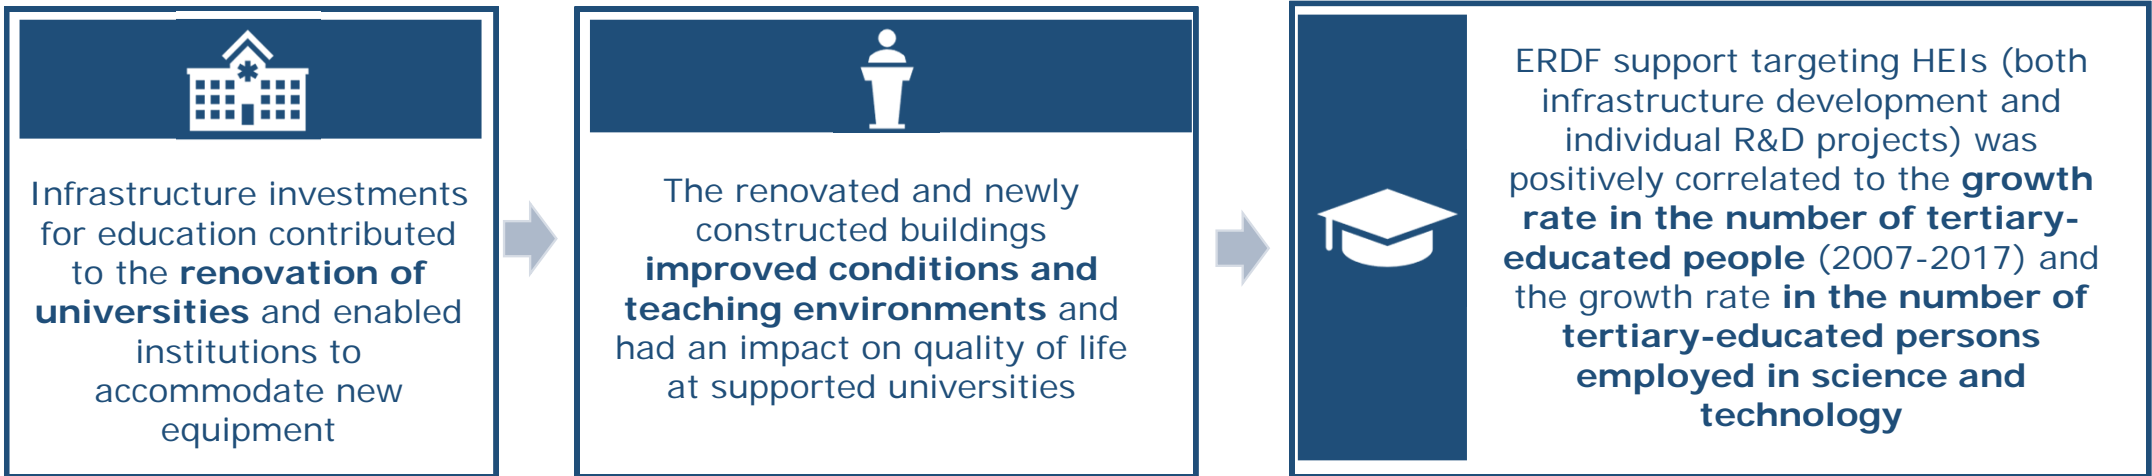 Infrastructure investments
for education contributed
to the renovation of
universities and enabled
institutions to
accommodate new
equipment
The renovated and newly
constructed buildings
improved conditions and
teaching environments and
had an impact on quality of life
at supported universities
ERDF support targeting HEIs (both
infrastructure development and
individual R&D projects) was
positively correlated to the growth
rate in the number of tertiary-
educated people (2007-2017) and
the growth rate in the number of
tertiary-educated persons
employed in science and
technology